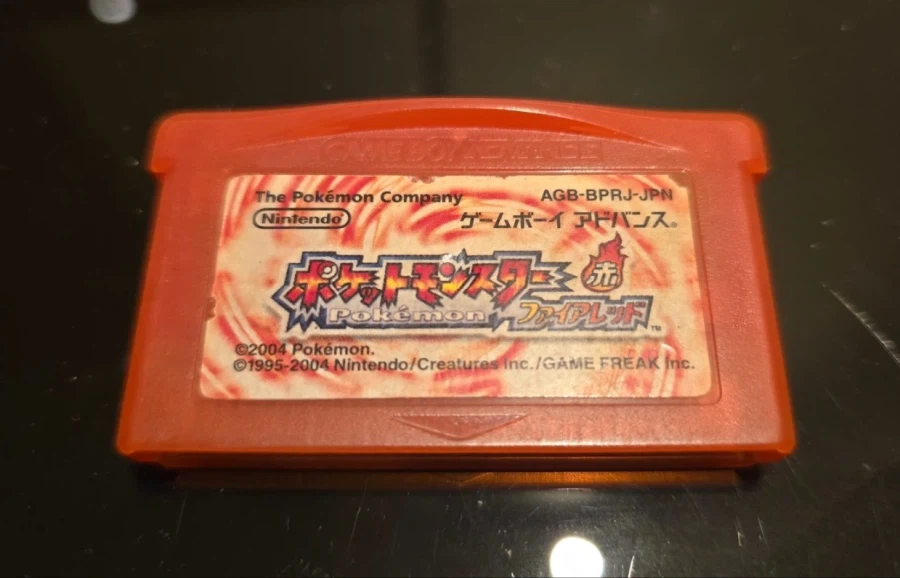 GAME BOY ADVANCE
The Pokémon Company AGB-BPRJ-JPN
Nintendo® ゲームボーイ アドバンス®
ポケットモンスター 赤
Pokémon ファイアレッド™
©2004 Pokémon.
©1995-2004 Nintendo/Creatures inc./GAME FREAK inc.